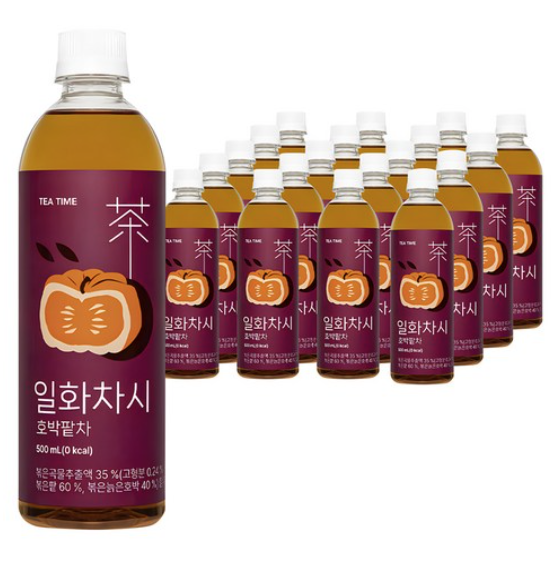 TEA TIME
茶
일화차시
호박팥차
500 mL(0 kcal)
볶은곡물추출액 35 %(고형분 0.24 %
볶은팥 60 %, 볶은늙은호박 40 %)